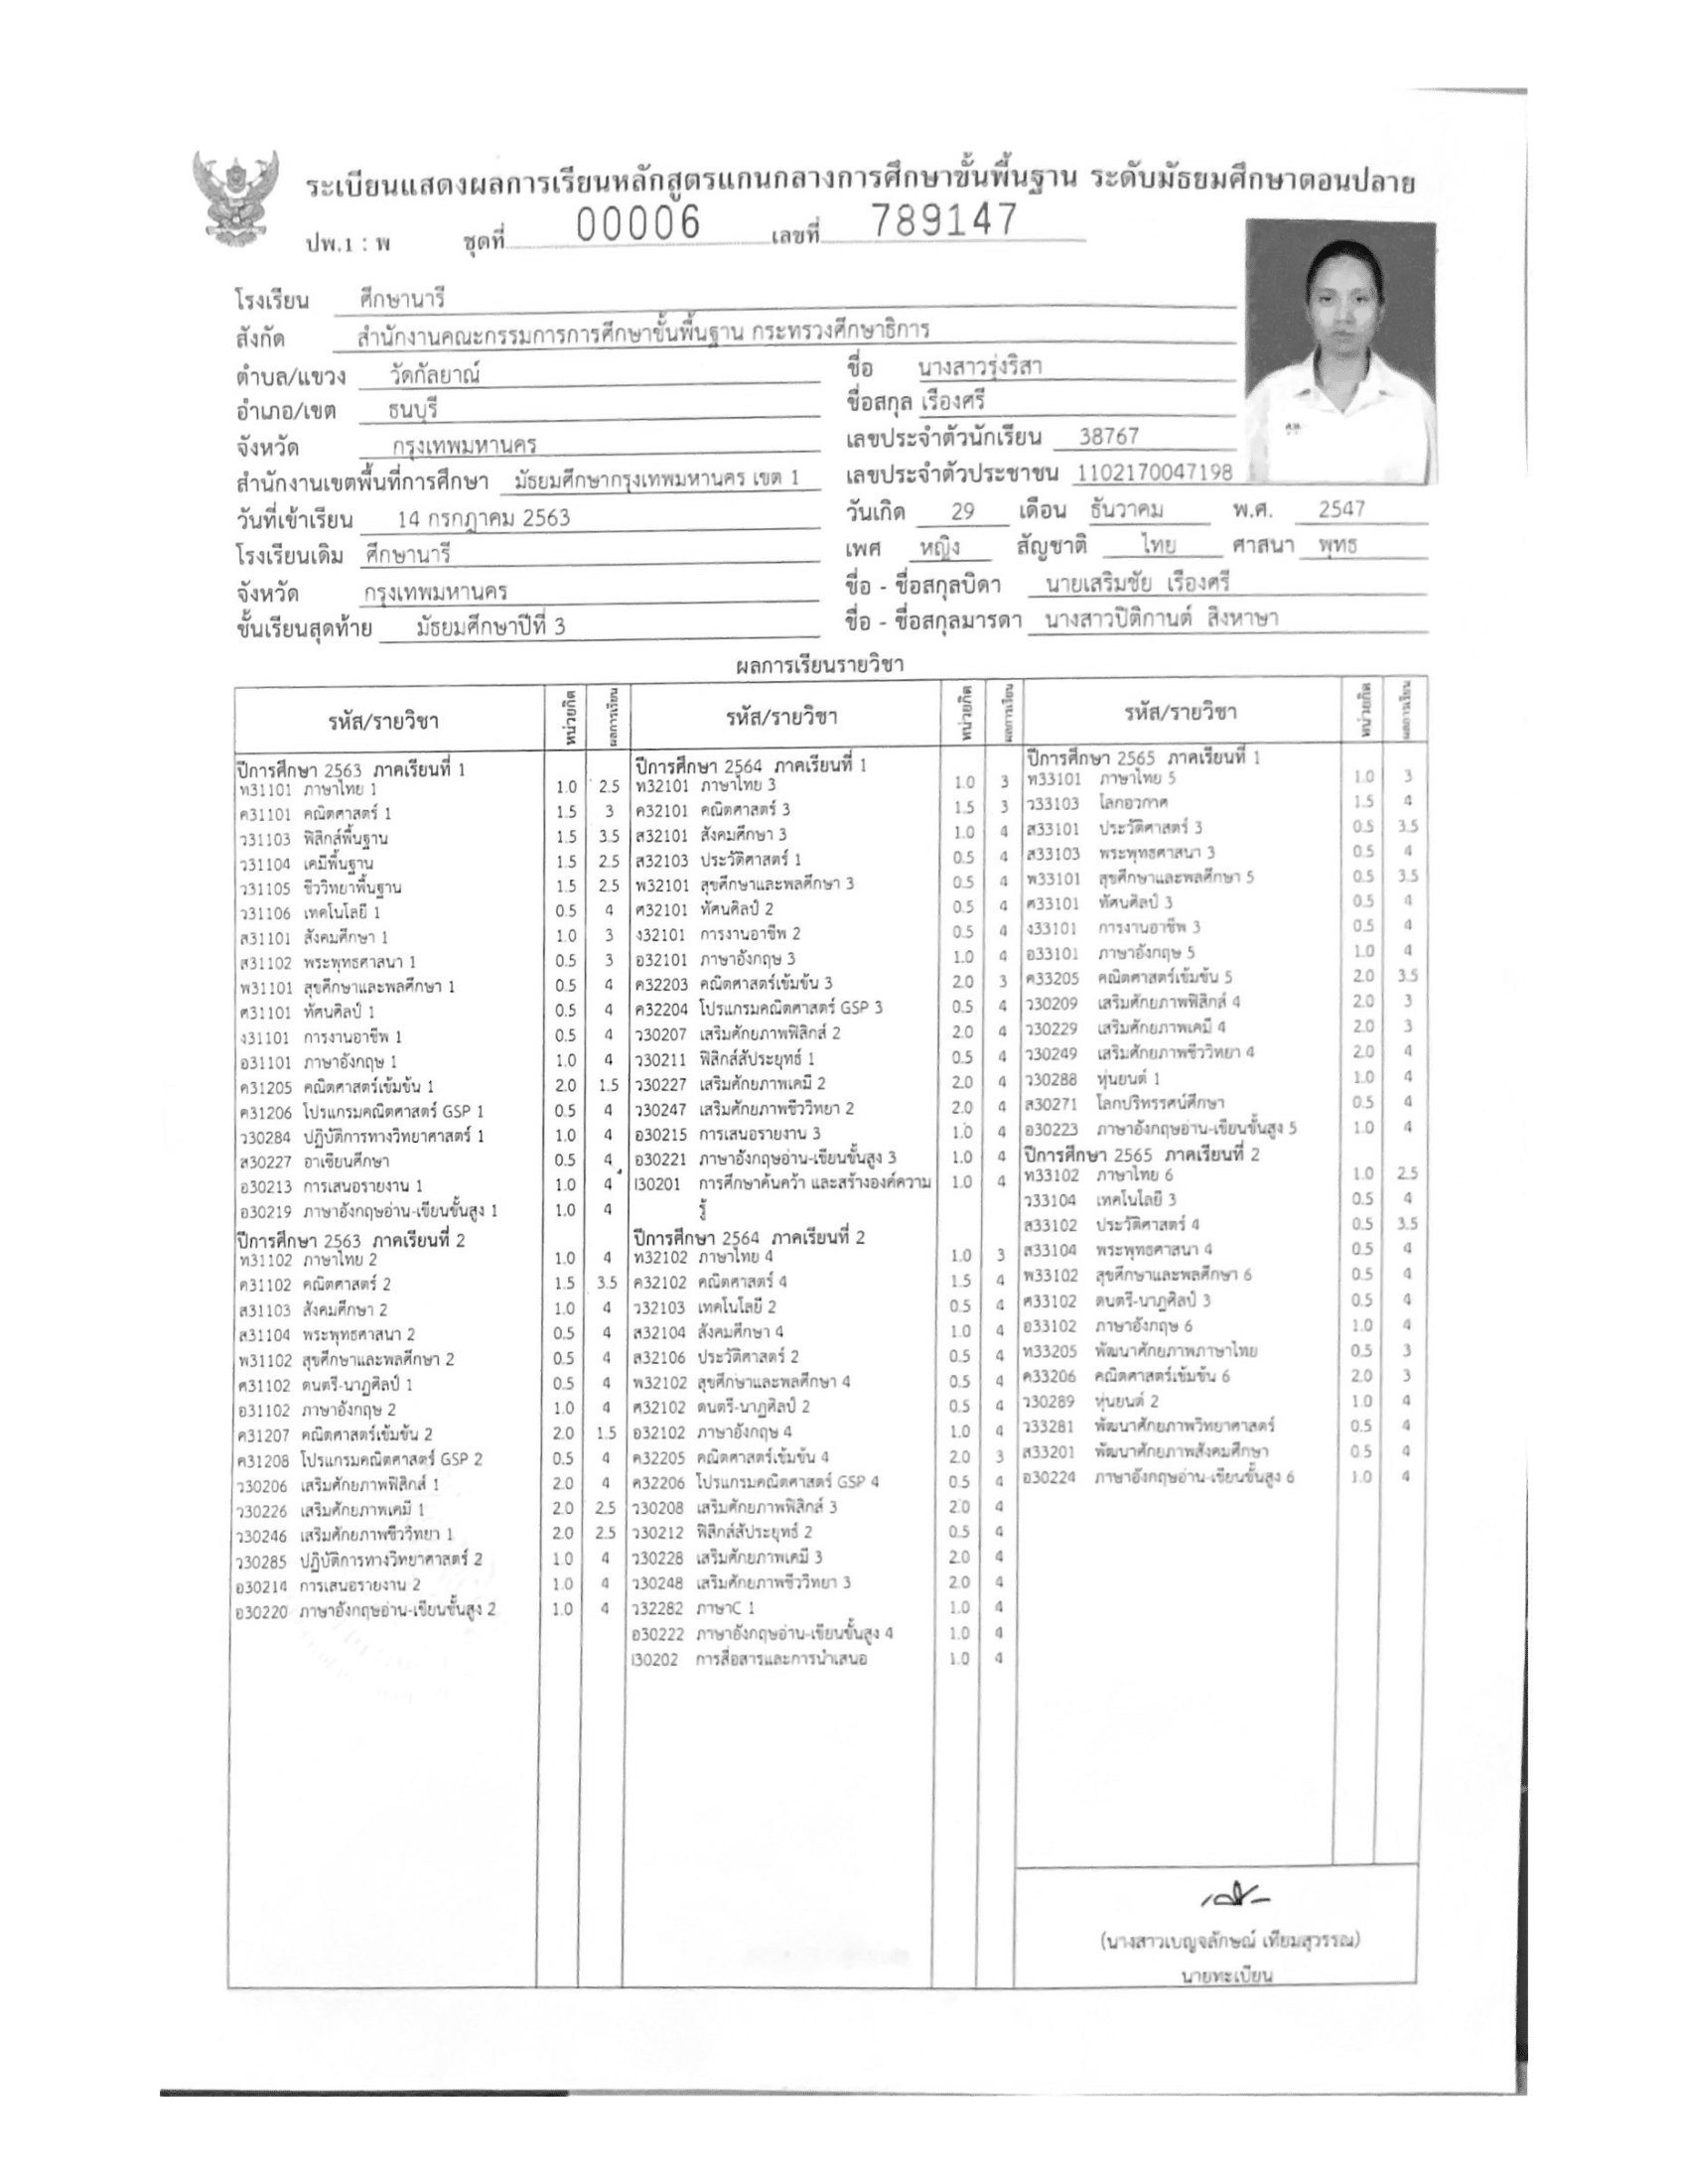 ระเบียนแสดงผลการเรียนหลักสูตรแกนกลางการศึกษาขั้นพื้นฐาน ระดับมัธยมศึกษาตอนปลาย
ปพ.1 : พ ชุดที่ 00006 เลขที่ 789147
โรงเรียน ศึกษานารี
สังกัด สำนักงานคณะกรรมการการศึกษาขั้นพื้นฐาน กระทรวงศึกษาธิการ
ตำบล/แขวง วัดกัลยาณ์
อำเภอ/เขต ธนบุรี
จังหวัด กรุงเทพมหานคร
สำนักงานเขตพื้นที่การศึกษา มัธยมศึกษากรุงเทพมหานคร เขต 1
วันที่เข้าเรียน 14 กรกฎาคม 2563
โรงเรียนเดิม ศึกษานารี
จังหวัด กรุงเทพมหานคร
ชั้นเรียนสุดท้าย มัธยมศึกษาปีที่ 3
ชื่อ นางสาวรุ่งริสา
ชื่อสกุล เรืองศรี
เลขประจำตัวนักเรียน 38767
เลขประจำตัวประชาชน 1102170047198
วันเกิด 29 เดือน ธันวาคม พ.ศ. 2547
เพศ หญิง สัญชาติ ไทย ศาสนา พุทธ
ชื่อ - ชื่อสกุลบิดา นายเสริมชัย เรืองศรี
ชื่อ - ชื่อสกุลมารดา นางสาวปิติกานต์ สิงหาษา
ผลการเรียนรายวิชา
รหัส/รายวิชา หน่วยกิต ผลการเรียน
ปีการศึกษา 2563 ภาคเรียนที่ 1
ท31101 ภาษาไทย 1 1.0 2.5
ค31101 คณิตศาสตร์ 1 1.5 3
ว31103 ฟิสิกส์พื้นฐาน 1.5 3.5
ว31104 เคมีพื้นฐาน 1.5 2.5
ว31105 ชีววิทยาพื้นฐาน 1.5 2.5
ว31106 เทคโนโลยี 1 0.5 4
ส31101 สังคมศึกษา 1 1.0 3
ส31102 พระพุทธศาสนา 1 0.5 3
พ31101 สุขศึกษาและพลศึกษา 1 0.5 4
ศ31101 ทัศนศิลป์ 1 0.5 4
ง31101 การงานอาชีพ 1 0.5 4
อ31101 ภาษาอังกฤษ 1 1.0 4
ค31205 คณิตศาสตร์เข้มข้น 1 2.0 1.5
ค31206 โปรแกรมคณิตศาสตร์ GSP 1 0.5 4
ว30284 ปฏิบัติการทางวิทยาศาสตร์ 1 1.0 4
ส30227 อาเซียนศึกษา 0.5 4
อ30213 การเสนอรายงาน 1 1.0 4
อ30219 ภาษาอังกฤษอ่าน-เขียนขั้นสูง 1 1.0 4
ปีการศึกษา 2563 ภาคเรียนที่ 2
ท31102 ภาษาไทย 2 1.0 4
ค31102 คณิตศาสตร์ 2 1.5 3.5
ส31103 สังคมศึกษา 2 1.0 4
ส31104 พระพุทธศาสนา 2 0.5 4
พ31102 สุขศึกษาและพลศึกษา 2 0.5 4
ศ31102 ดนตรี-นาฏศิลป์ 1 0.5 4
อ31102 ภาษาอังกฤษ 2 1.0 4
ค31207 คณิตศาสตร์เข้มข้น 2 2.0 1.5
ค31208 โปรแกรมคณิตศาสตร์ GSP 2 0.5 4
ว30206 เสริมศักยภาพฟิสิกส์ 1 2.0 4
ว30226 เสริมศักยภาพเคมี 1 2.0 2.5
ว30246 เสริมศักยภาพชีววิทยา 1 2.0 2.5
ว30285 ปฏิบัติการทางวิทยาศาสตร์ 2 1.0 4
อ30214 การเสนอรายงาน 2 1.0 4
อ30220 ภาษาอังกฤษอ่าน-เขียนขั้นสูง 2 1.0 4
รหัส/รายวิชา หน่วยกิต ผลการเรียน
ปีการศึกษา 2564 ภาคเรียนที่ 1
ท32101 ภาษาไทย 3 1.0 3
ค32101 คณิตศาสตร์ 3 1.5 3
ส32101 สังคมศึกษา 3 1.0 4
ส32103 ประวัติศาสตร์ 1 0.5 4
พ32101 สุขศึกษาและพลศึกษา 3 0.5 4
ศ32101 ทัศนศิลป์ 2 0.5 4
ง32101 การงานอาชีพ 2 0.5 4
อ32101 ภาษาอังกฤษ 3 1.0 4
ค32203 คณิตศาสตร์เข้มข้น 3 2.0 3
ค32204 โปรแกรมคณิตศาสตร์ GSP 3 0.5 4
ว30207 เสริมศักยภาพฟิสิกส์ 2 2.0 4
ว30211 ฟิสิกส์สัประยุทธ์ 1 0.5 4
ว30227 เสริมศักยภาพเคมี 2 2.0 4
ว30247 เสริมศักยภาพชีววิทยา 2 2.0 4
อ30215 การเสนอรายงาน 3 1.0 4
อ30221 ภาษาอังกฤษอ่าน-เขียนขั้นสูง 3 1.0 4
I30201 การศึกษาค้นคว้า และสร้างองค์ความ 1.0 4
รู้
ปีการศึกษา 2564 ภาคเรียนที่ 2
ท32102 ภาษาไทย 4 1.0 3
ค32102 คณิตศาสตร์ 4 1.5 4
ว32103 เทคโนโลยี 2 0.5 4
ส32104 สังคมศึกษา 4 1.0 4
ส32106 ประวัติศาสตร์ 2 0.5 4
พ32102 สุขศึกษาและพลศึกษา 4 0.5 4
ศ32102 ดนตรี-นาฏศิลป์ 2 0.5 4
อ32102 ภาษาอังกฤษ 4 1.0 4
ค32205 คณิตศาสตร์เข้มข้น 4 2.0 3
ค32206 โปรแกรมคณิตศาสตร์ GSP 4 0.5 4
ว30208 เสริมศักยภาพฟิสิกส์ 3 2.0 4
ว30212 ฟิสิกส์สัประยุทธ์ 2 0.5 4
ว30228 เสริมศักยภาพเคมี 3 2.0 4
ว30248 เสริมศักยภาพชีววิทยา 3 2.0 4
ว32282 ภาษาC 1 1.0 4
อ30222 ภาษาอังกฤษอ่าน-เขียนขั้นสูง 4 1.0 4
I30202 การสื่อสารและการนำเสนอ 1.0 4
รหัส/รายวิชา หน่วยกิต ผลการเรียน
ปีการศึกษา 2565 ภาคเรียนที่ 1
ท33101 ภาษาไทย 5 1.0 3
ว33103 โลกอวกาศ 1.5 4
ส33101 ประวัติศาสตร์ 3 0.5 3.5
ส33103 พระพุทธศาสนา 3 0.5 4
พ33101 สุขศึกษาและพลศึกษา 5 0.5 3.5
ศ33101 ทัศนศิลป์ 3 0.5 4
ง33101 การงานอาชีพ 3 0.5 4
อ33101 ภาษาอังกฤษ 5 1.0 4
ค33205 คณิตศาสตร์เข้มข้น 5 2.0 3.5
ว30209 เสริมศักยภาพฟิสิกส์ 4 2.0 3
ว30229 เสริมศักยภาพเคมี 4 2.0 3
ว30249 เสริมศักยภาพชีววิทยา 4 2.0 4
ว30288 หุ่นยนต์ 1 1.0 4
ส30271 โลกปริทรรศน์ศึกษา 0.5 4
อ30223 ภาษาอังกฤษอ่าน-เขียนขั้นสูง 5 1.0 4
ปีการศึกษา 2565 ภาคเรียนที่ 2
ท33102 ภาษาไทย 6 1.0 2.5
ว33104 เทคโนโลยี 3 0.5 4
ส33102 ประวัติศาสตร์ 4 0.5 3.5
ส33104 พระพุทธศาสนา 4 0.5 4
พ33102 สุขศึกษาและพลศึกษา 6 0.5 4
ศ33102 ดนตรี-นาฏศิลป์ 3 0.5 4
อ33102 ภาษาอังกฤษ 6 1.0 4
ท33205 พัฒนาศักยภาพภาษาไทย 0.5 3
ค33206 คณิตศาสตร์เข้มข้น 6 2.0 3
ว30289 หุ่นยนต์ 2 1.0 4
ว33281 พัฒนาศักยภาพวิทยาศาสตร์ 0.5 4
ส33201 พัฒนาศักยภาพสังคมศึกษา 0.5 4
อ30224 ภาษาอังกฤษอ่าน-เขียนขั้นสูง 6 1.0 4
(นางสาวเบญจลักษณ์ เทียมสุวรรณ)
นายทะเบียน